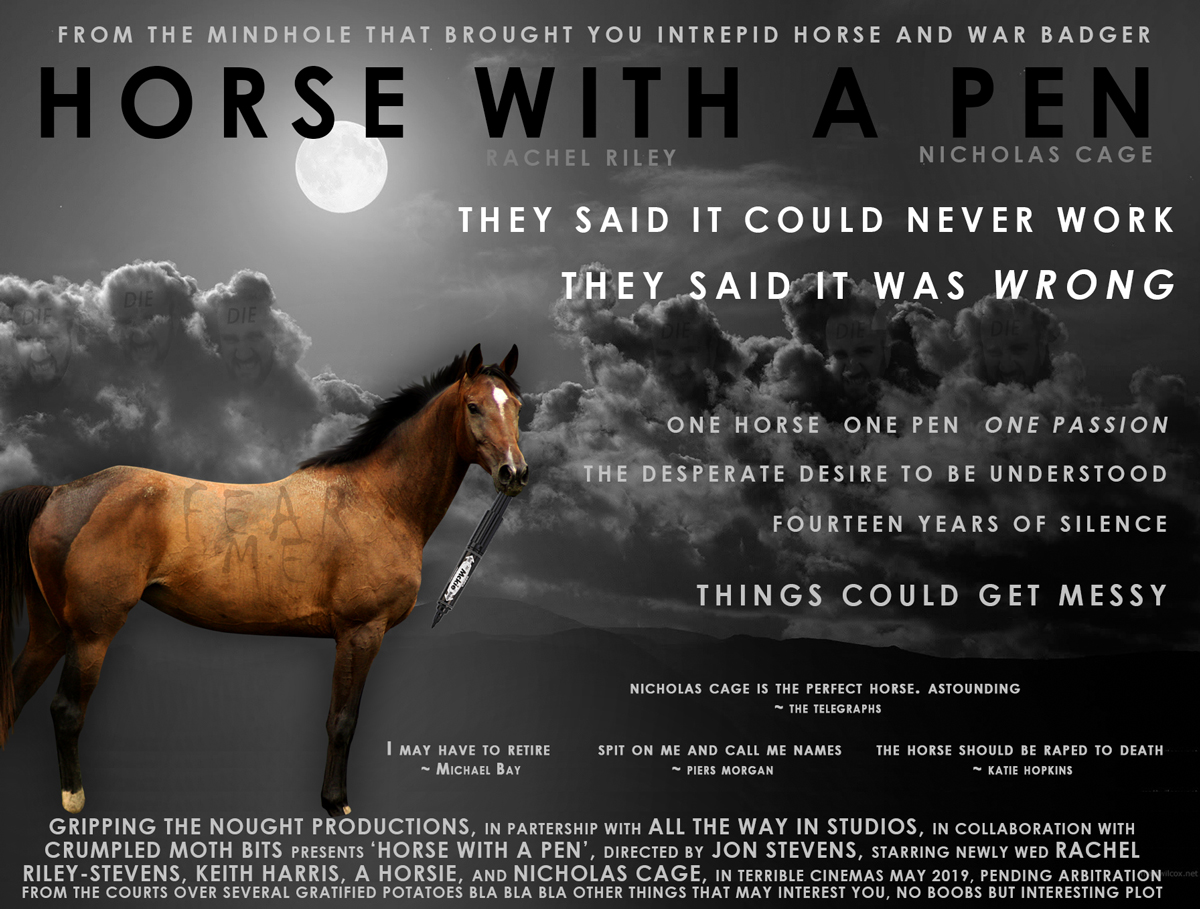 FROM THE MINDHOLE THAT BROUGHT YOU INTREPID HORSE AND WAR BADGER
HORSE WITH A PEN
RACHEL RILEY
NICHOLAS CAGE
THEY SAID IT COULD NEVER WORK
THEY SAID IT WAS WRONG
DIE
DIE
DIE
DIE
DIE
DIE
ONE HORSE ONE PEN ONE PASSION
THE DESPERATE DESIRE TO BE UNDERSTOOD
FOURTEEN YEARS OF SILENCE
FEAR
ME
THINGS COULD GET MESSY
NICHOLAS CAGE IS THE PERFECT HORSE. ASTOUNDING
~ THE TELEGRAPHS
I MAY HAVE TO RETIRE
~ MICHAEL BAY
SPIT ON ME AND CALL ME NAMES
~ PIERS MORGAN
THE HORSE SHOULD BE RAPED TO DEATH
~ KATIE HOPKINS
GRIPPING THE NOUGHT PRODUCTIONS, IN PARTERSHIP WITH ALL THE WAY IN STUDIOS, IN COLLABORATION WITH
CRUMPLED MOTH BITS PRESENTS ‘HORSE WITH A PEN’, DIRECTED BY JON STEVENS, STARRING NEWLY WED RACHEL
RILEY-STEVENS, KEITH HARRIS, A HORSIE, AND NICHOLAS CAGE, IN TERRIBLE CINEMAS MAY 2019, PENDING ARBITRATION
FROM THE COURTS OVER SEVERAL GRATIFIED POTATOES BLA BLA BLA OTHER THINGS THAT MAY INTEREST YOU, NO BOOBS BUT INTERESTING PLOT